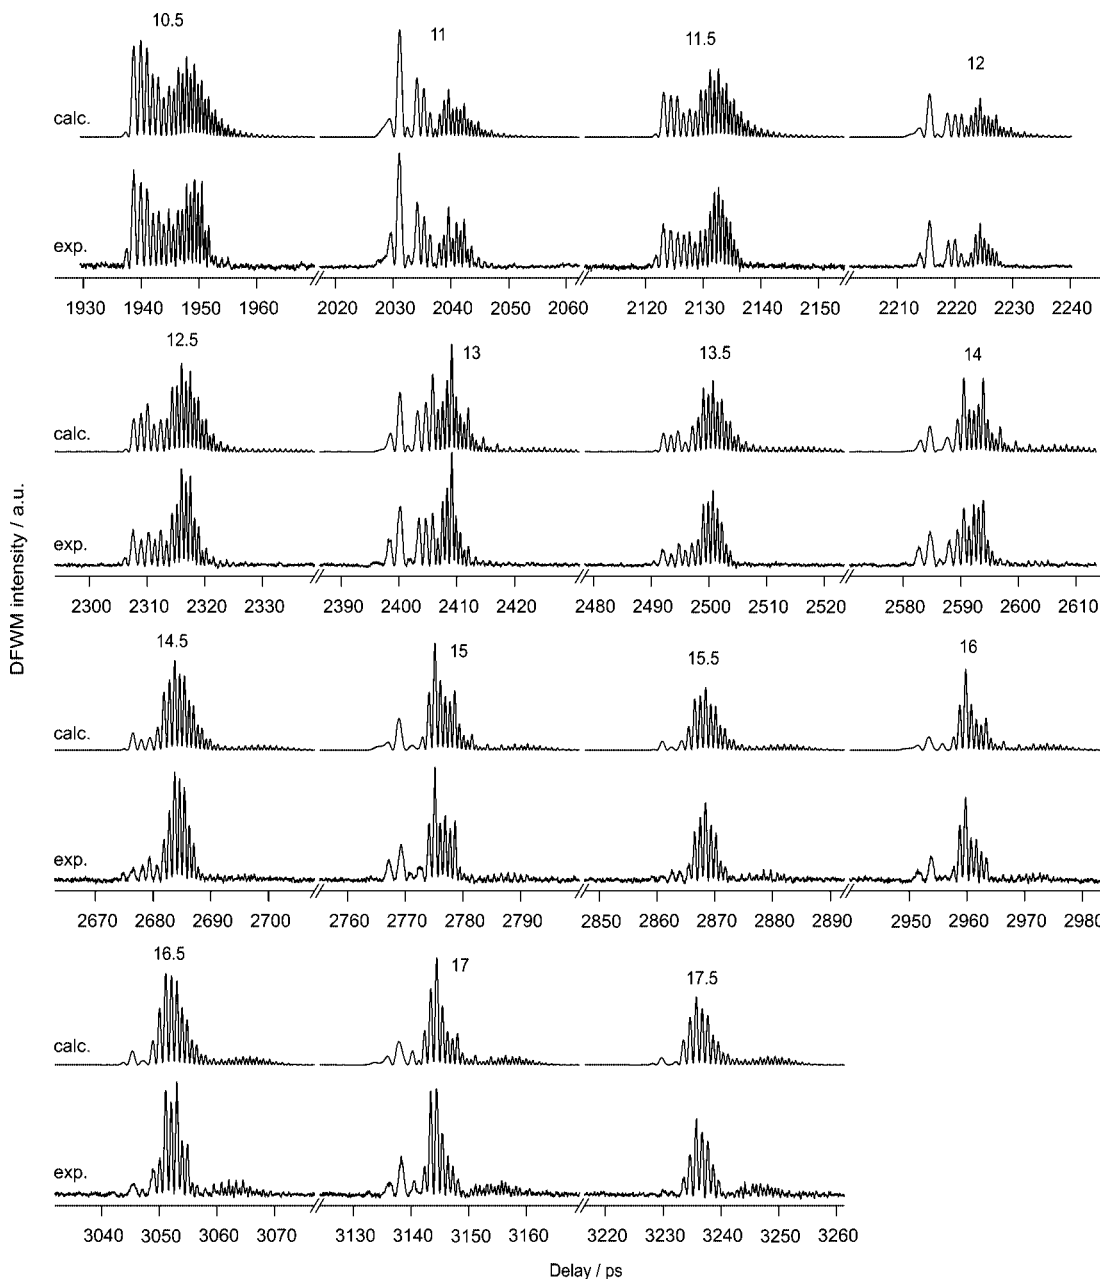 10.5 11 11.5 12
calc.
exp.
1930 1940 1950 1960 2020 2030 2040 2050 2060 2120 2130 2140 2150 2210 2220 2230 2240
12.5 13 13.5 14
calc.
exp.
2300 2310 2320 2330 2390 2400 2410 2420 2480 2490 2500 2510 2520 2580 2590 2600 2610
DFWM intensity / a.u.
14.5 15 15.5 16
calc.
exp.
2670 2680 2690 2700 2760 2770 2780 2790 2850 2860 2870 2880 2890 2950 2960 2970 2980
16.5 17 17.5
calc.
exp.
3040 3050 3060 3070 3130 3140 3150 3160 3220 3230 3240 3250 3260
Delay / ps